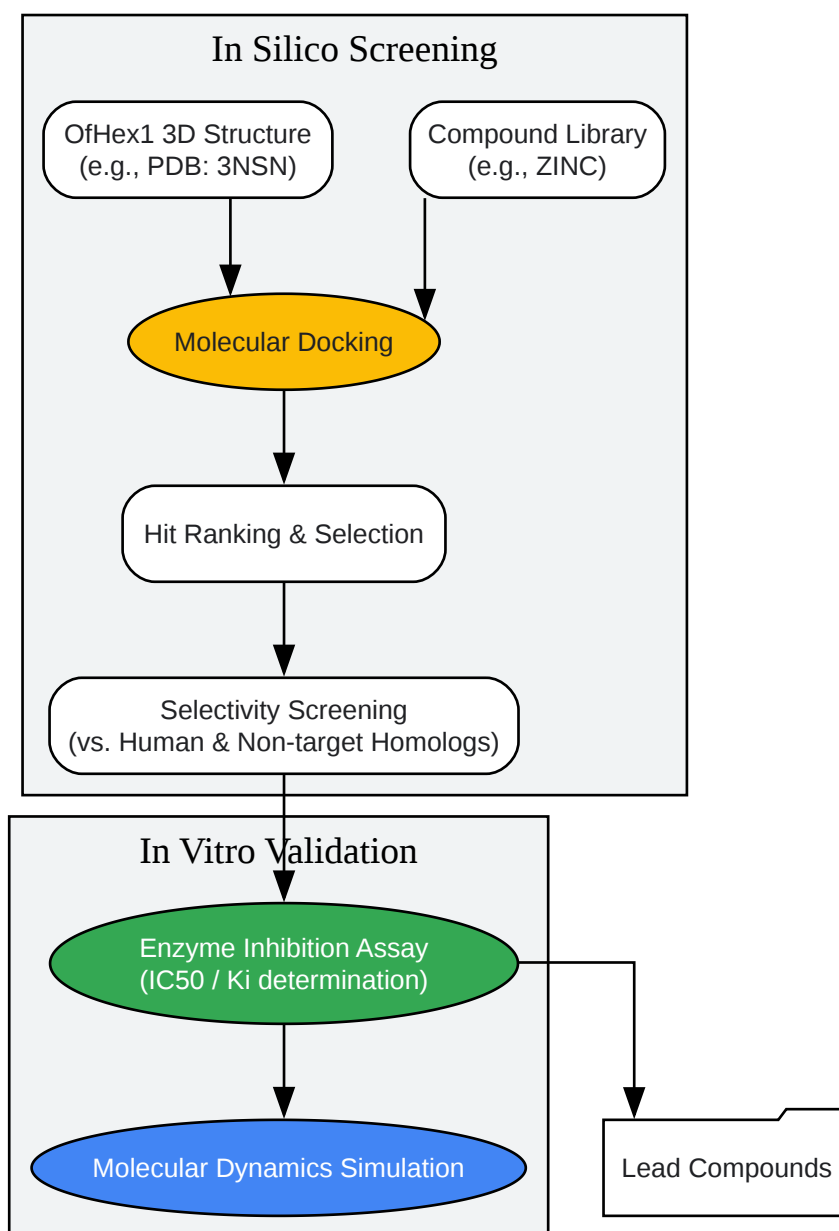 In Silico Screening
OfHex1 3D Structure
(e.g., PDB: 3NSN)
Compound Library
(e.g., ZINC)
Molecular Docking
Hit Ranking & Selection
Selectivity Screening
(vs. Human & Non-target Homologs)
In Vitro Validation
Enzyme Inhibition Assay
(IC50 / Ki determination)
Molecular Dynamics Simulation
Lead Compounds